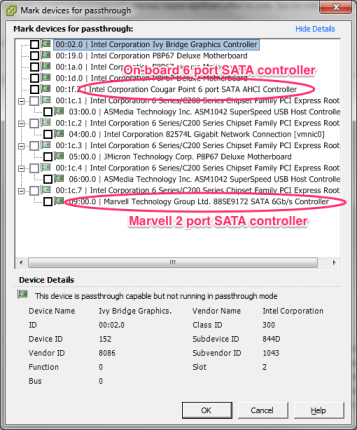 Mark devices for passthrough
Mark devices for passthrough:
Hide Details
00:02.0 | Intel Corporation Ivy Bridge Graphics Controller
00:19.0 | Intel Corporation P8P67 Deluxe Motherboard
On-board 6 port SATA controller
00:1a.0 | Intel Corporation P8P67 Deluxe Motherboard
00:1d.0 | Intel Corporation P8P67 Deluxe Motherboard
00:1f. | Intel Corporation Cougar Point 6 port SATA AHCI Controller
00:1c.1 | Intel Corporation 6 Series/C200 Series Chipset Family PCI Express Root
03:00.0 | ASMedia Technology Inc. ASM1042 SuperSpeed USB Host Controlle
00:1c.2 | Intel Corporation 6 Series/C200 Series Chipset Family PCI Express Root
04:00.0 | Intel Corporation 82574L Gigabit Network Connection [vmnic0]
00:1c.3 | Intel Corporation 6 Series/C200 Series Chipset Family PCI Express Root
05:00.0 | JMicron Technology Corp. P8P67 Deluxe Motherboard
00:1c.4 | Intel Corporation 6 Series/C200 Series Chipset Family PCI Express Root
06:00.0 | ASMedia Technology Inc. ASM1042 SuperSpeed USB Host Controlle
00:1c.7 | Intel Corporation 6 Series/C200 Series Chipset Family PCI Express Root
09:00.0 | Marvell Technology Group Ltd. 88SE9172 SATA 6Gb/s Controller
Marvell 2 port SATA controller
Device Details
This device is passthrough capable but not running in passthrough mode
Device Name Ivy Bridge Graphics. Vendor Name Intel Corporation
ID 00:02.0 Class ID 300
Device ID 152 Subdevice ID 844D
Vendor ID 8086 Subvendor ID 1043
Function 0 Slot 2
Bus 0
OK Cancel Help